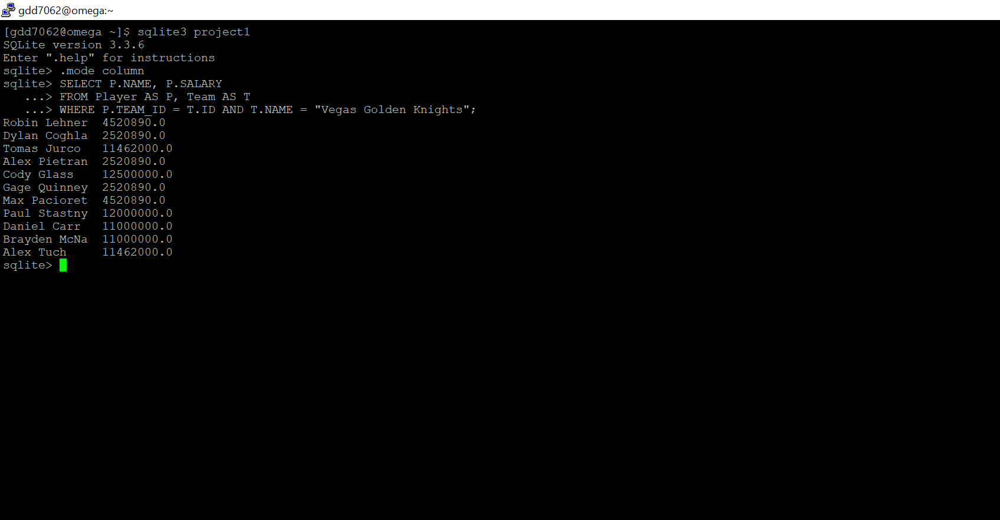 gdd7062@omega:~
[gdd7062@omega ~]$ sqlite3 project1
SQLite version 3.3.6
Enter ".help" for instructions
sqlite> .mode column
sqlite> SELECT P.NAME, P.SALARY
   ...> FROM Player AS P, Team AS T
   ...> WHERE P.TEAM_ID = T.ID AND T.NAME = "Vegas Golden Knights";
Robin Lehner  4520890.0
Dylan Coghla  2520890.0
Tomas Jurco   11462000.0
Alex Pietran  2520890.0
Cody Glass    12500000.0
Gage Quinney  2520890.0
Max Pacioret  4520890.0
Paul Stastny  12000000.0
Daniel Carr   11000000.0
Brayden McNa  11000000.0
Alex Tuch     11462000.0
sqlite>